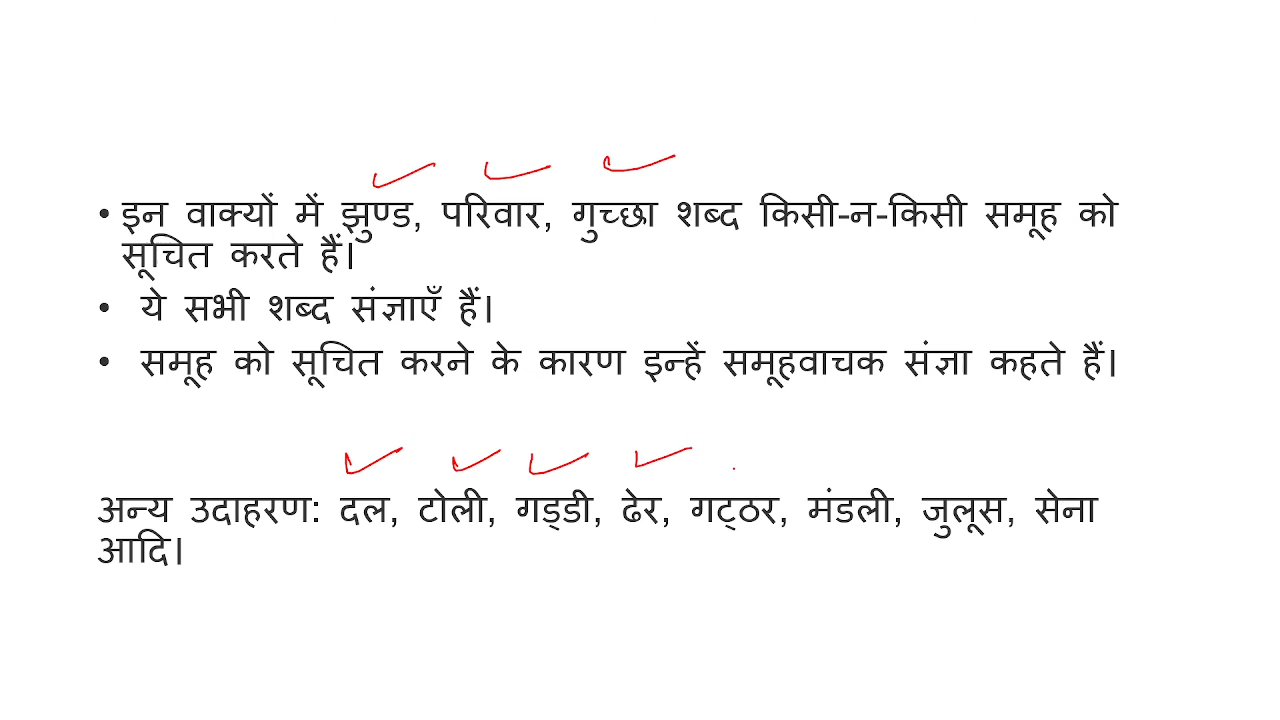 • इन वाक्यों में झुण्ड, परिवार, गुच्छा शब्द किसी-न-किसी समूह को
सूचित करते हैं।
• ये सभी शब्द संज्ञाएँ हैं।
• समूह को सूचित करने के कारण इन्हें समूहवाचक संज्ञा कहते हैं।
अन्य उदाहरण: दल, टोली, गड्डी, ढेर, गट्ठर, मंडली, जुलूस, सेना
आदि।